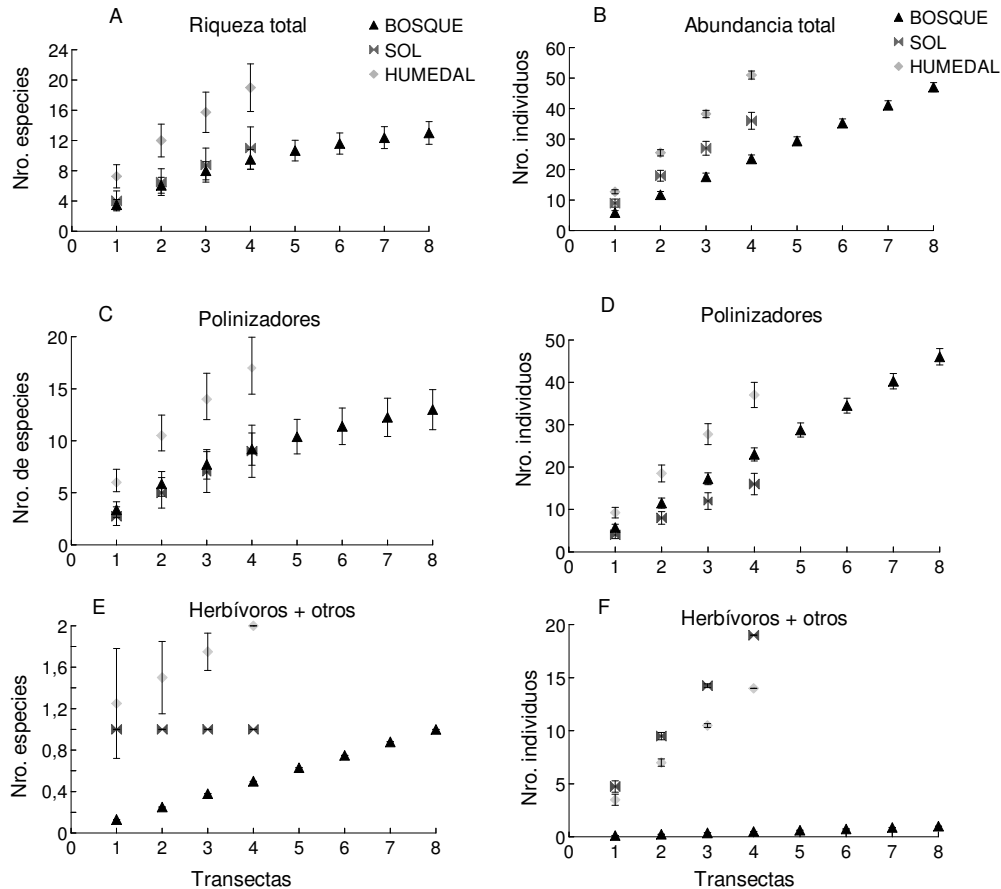 A
Riqueza total
BOSQUE
SOL
HUMEDAL
Nro. especies
24
20
16
12
8
4
0
0 1 2 3 4 5 6 7 8
B
Abundancia total
BOSQUE
SOL
HUMEDAL
Nro. individuos
60
50
40
30
20
10
0
0 1 2 3 4 5 6 7 8
C
Polinizadores
Nro. de especies
20
15
10
5
0
0 1 2 3 4 5 6 7 8
D
Polinizadores
Nro. individuos
50
40
30
20
10
0
0 1 2 3 4 5 6 7 8
E
Herbívoros + otros
Nro. especies
2
1,6
1,2
0,8
0,4
0
0 1 2 3 4 5 6 7 8
Transectas
F
Herbívoros + otros
Nro. individuos
20
15
10
5
0
0 1 2 3 4 5 6 7 8
Transectas